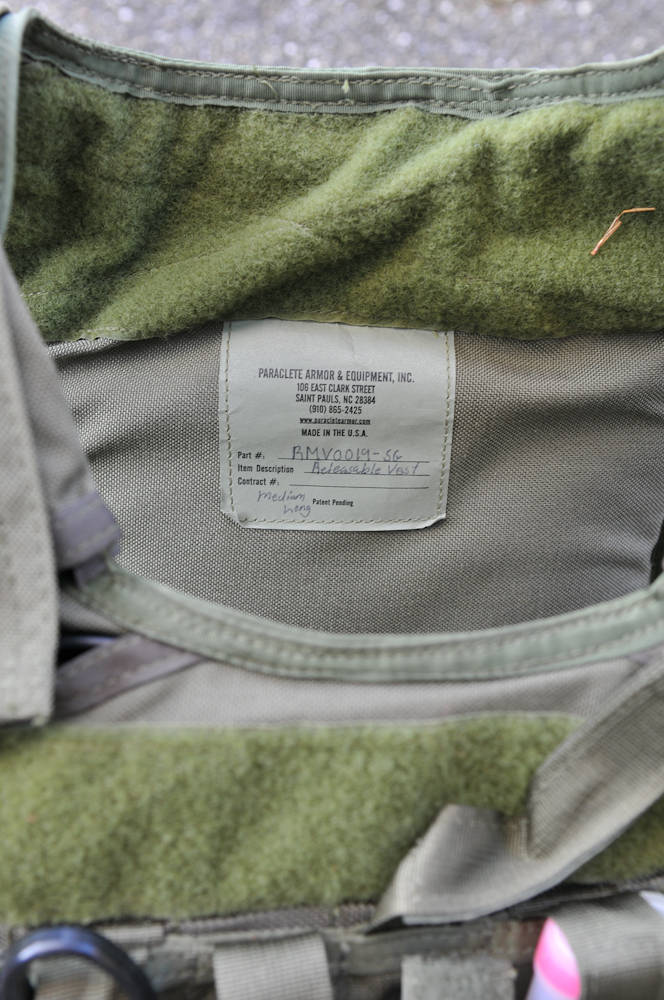 PARACLETE ARMOR & EQUIPMENT, INC.
106 EAST CLARK STREET
SAINT PAULS, NC 28384
(910) 865-2425
www.paracletearmor.com
MADE IN THE U.S.A.
Part #: RMV0019-SG
Item Description Releasable Vest
Contract #:
Medium Patent Pending
Long